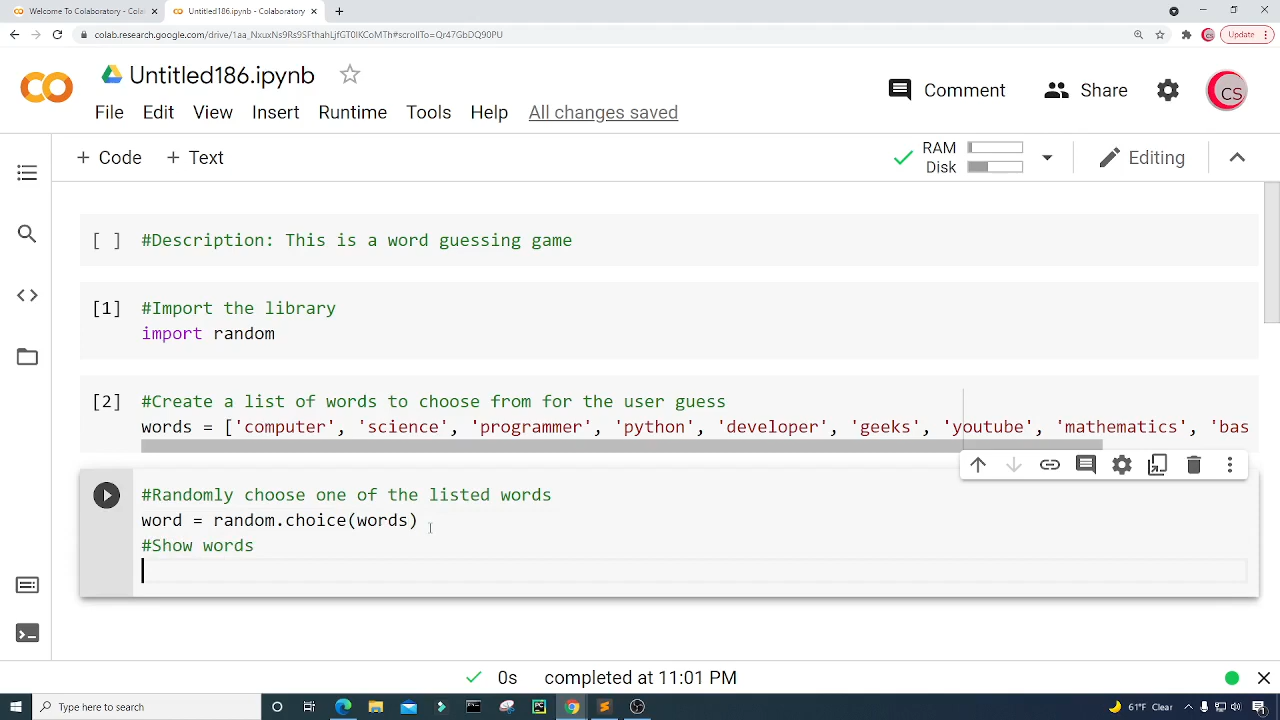 Welcome To Colaboratory - Colal
Untitled186.ipynb - Colaboratory
Update
Untitled186.ipynb
Comment
Share
CS
File Edit View Insert Runtime Tools Help All changes saved
+ Code + Text
RAM
Disk
Editing
[ ] #Description: This is a word guessing game
[1] #Import the library
import random
[2] #Create a list of words to choose from for the user guess
words = ['computer', 'science', 'programmer', 'python', 'developer', 'geeks', 'youtube', 'mathematics', 'bas
#Randomly choose one of the listed words
word = random.choice(words)
#Show words
0s completed at 11:01 PM
Type here to search
61°F Clear